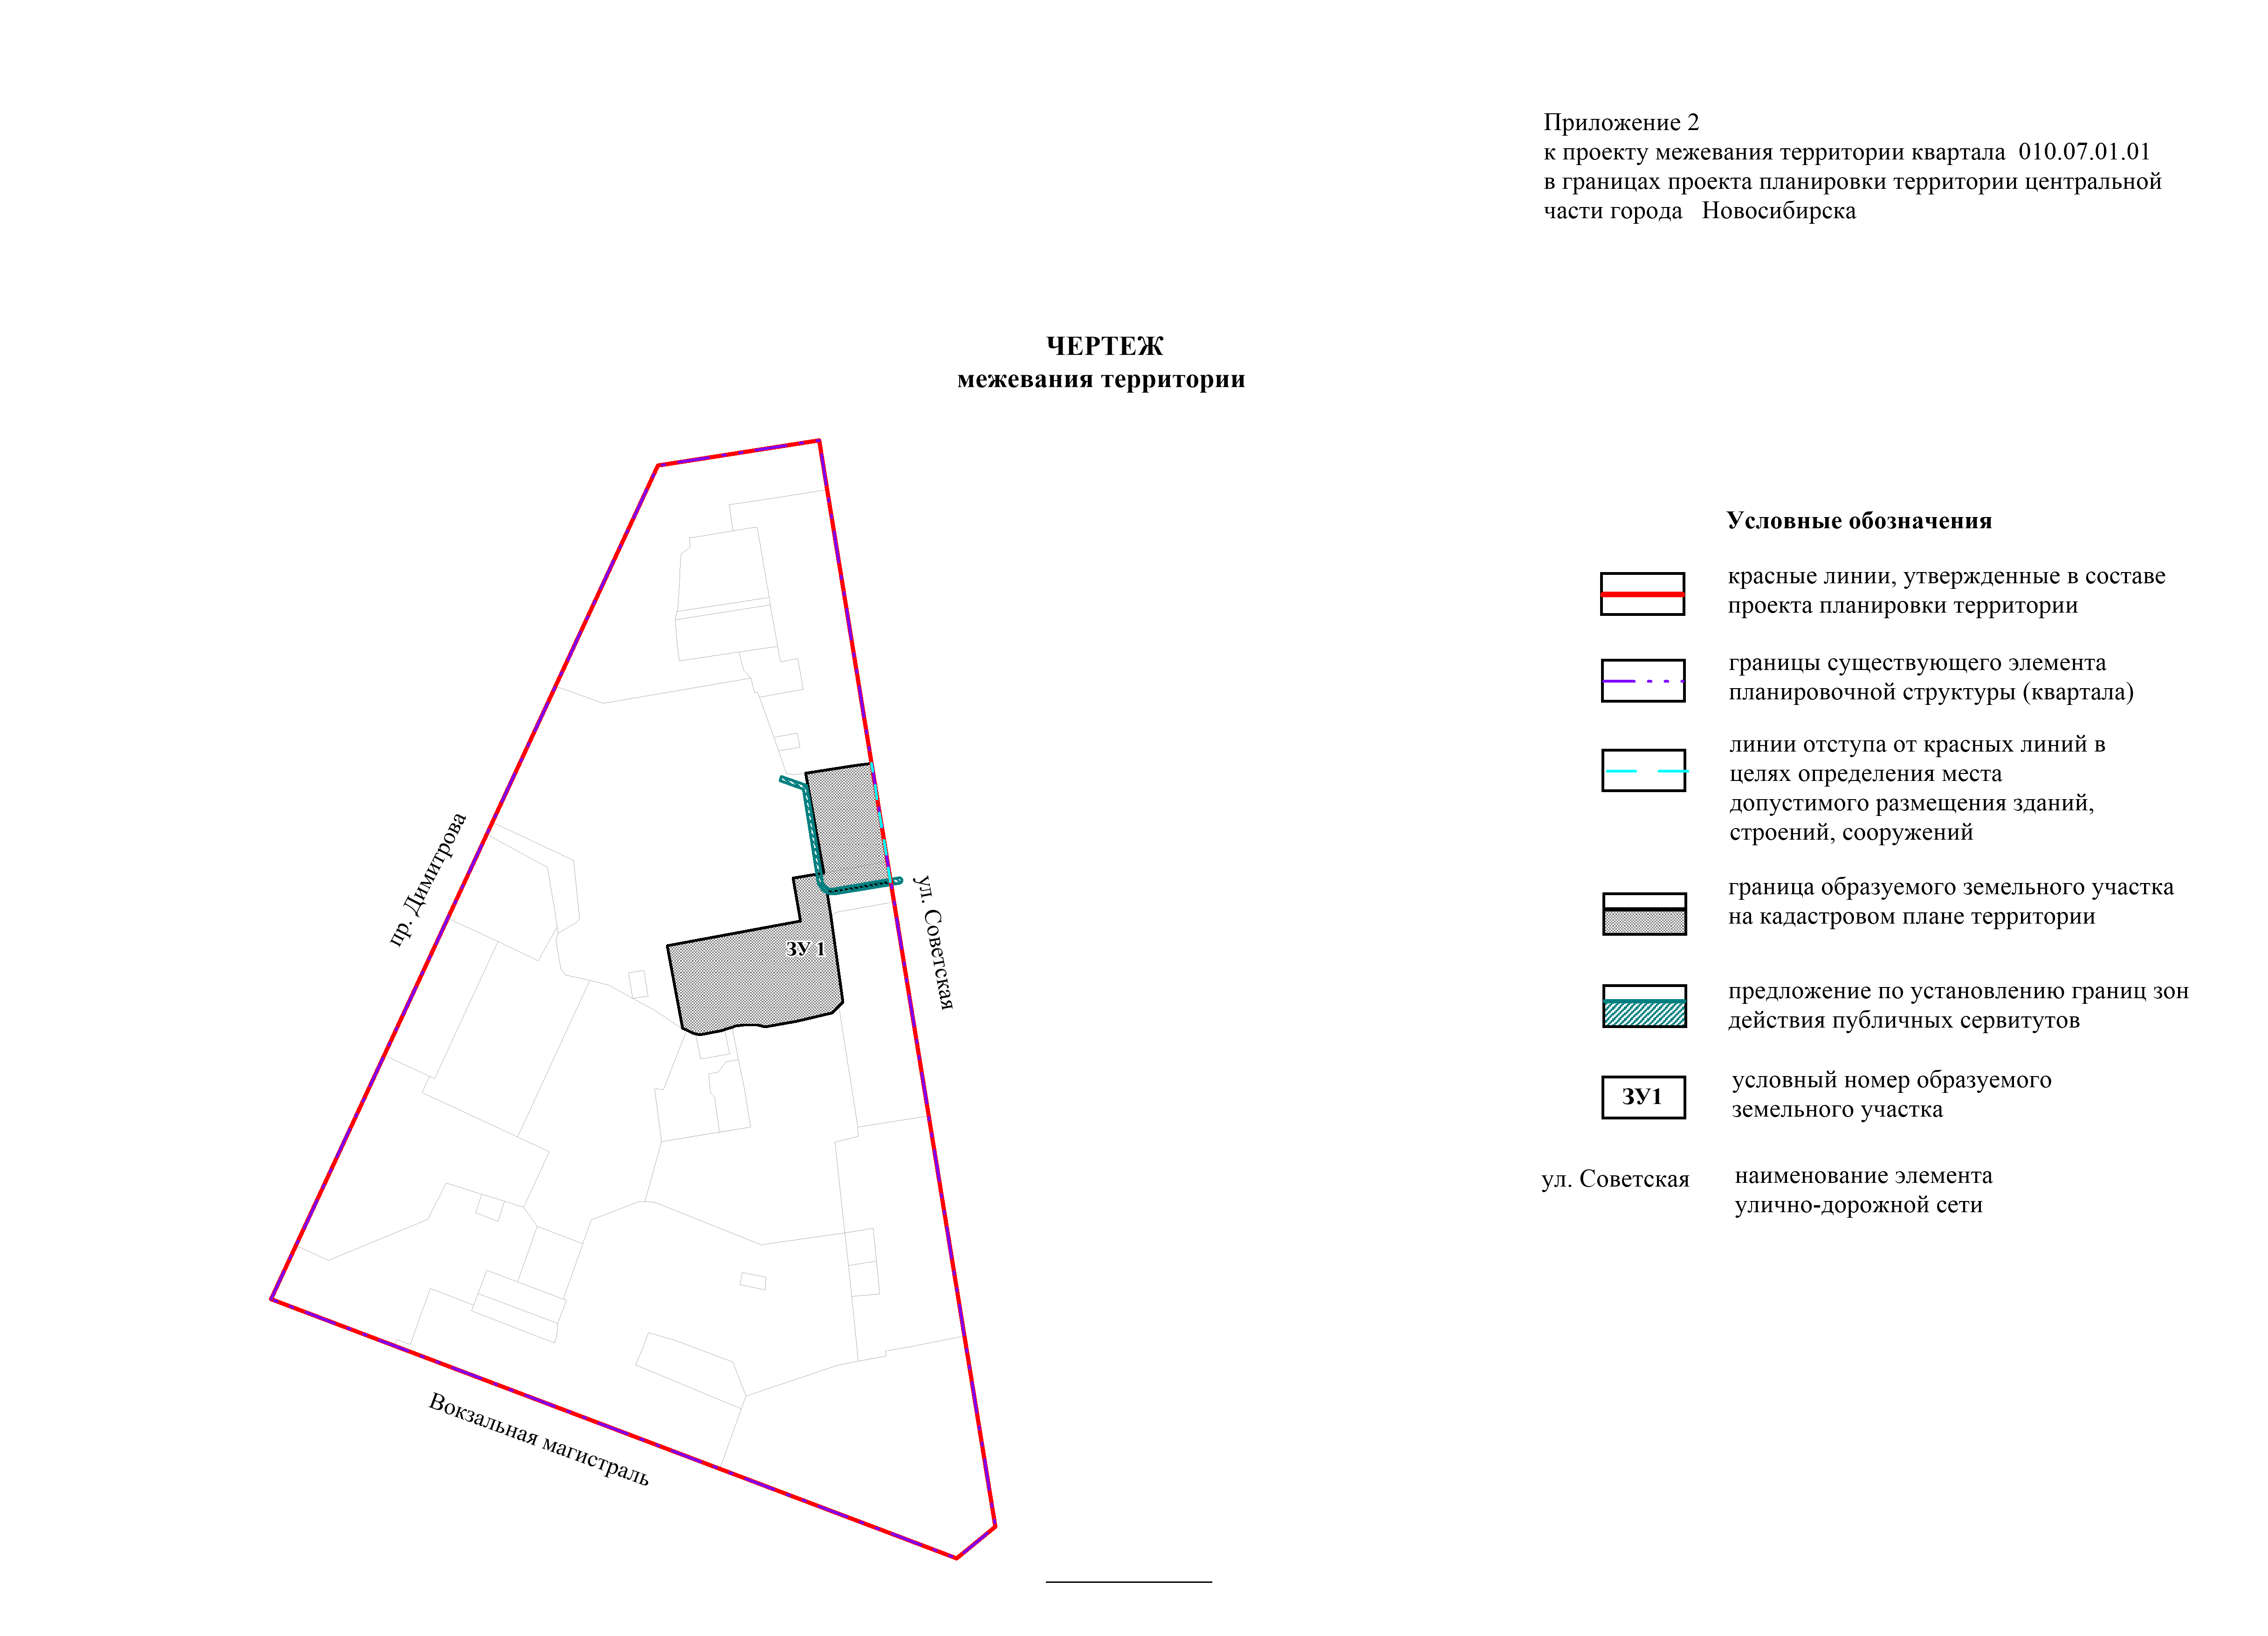 Приложение 2
к проекту межевания территории квартала 010.07.01.01
в границах проекта планировки территории центральной
части города Новосибирска
ЧЕРТЕЖ
межевания территории
Условные обозначения
красные линии, утвержденные в составе
проекта планировки территории
границы существующего элемента
планировочной структуры (квартала)
линии отступа от красных линий в
целях определения места
допустимого размещения зданий,
строений, сооружений
граница образуемого земельного участка
на кадастровом плане территории
предложение по установлению границ зон
действия публичных сервитутов
ЗУ1
условный номер образуемого
земельного участка
ул. Советская
наименование элемента
улично-дорожной сети
пр. Димитрова
ул. Советская
ЗУ 1
Вокзальная магистраль